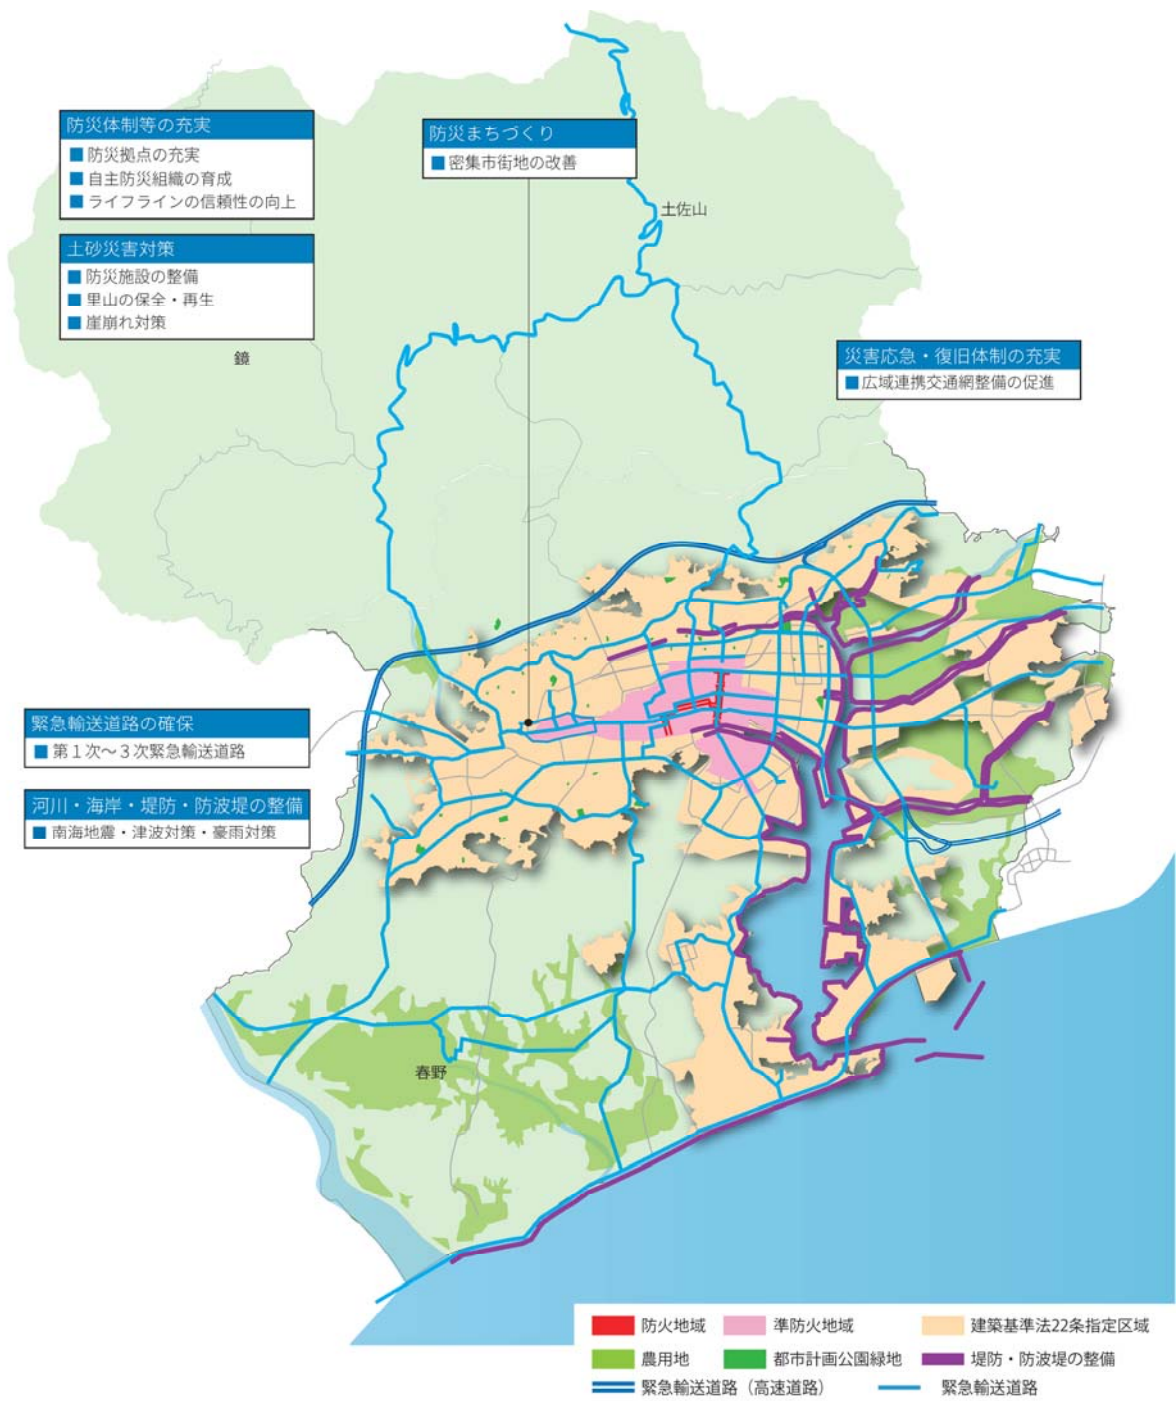 防災体制等の充実
■ 防災拠点の充実
■ 自主防災組織の育成
■ ライフラインの信頼性の向上
土砂災害対策
■ 防災施設の整備
■ 里山の保全・再生
■ 崖崩れ対策
防災まちづくり
■ 密集市街地の改善
土佐山
鏡
災害応急・復旧体制の充実
■ 広域連携交通網整備の促進
緊急輸送道路の確保
■ 第１次〜３次緊急輸送道路
河川・海岸・堤防・防波堤の整備
■ 南海地震・津波対策・豪雨対策
春野
防火地域
準防火地域
建築基準法22条指定区域
農用地
都市計画公園緑地
堤防・防波堤の整備
緊急輸送道路（高速道路）
緊急輸送道路